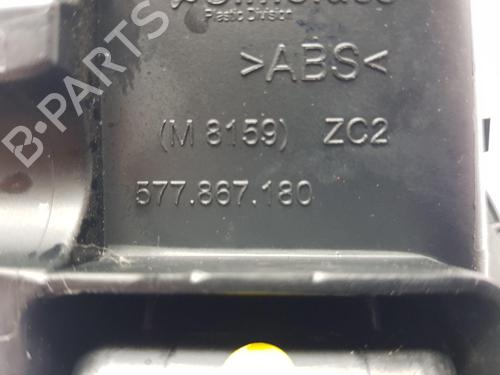 Plastic Division
>ABS<
(M 8159) ZC2
577.867.180
B-PARTS